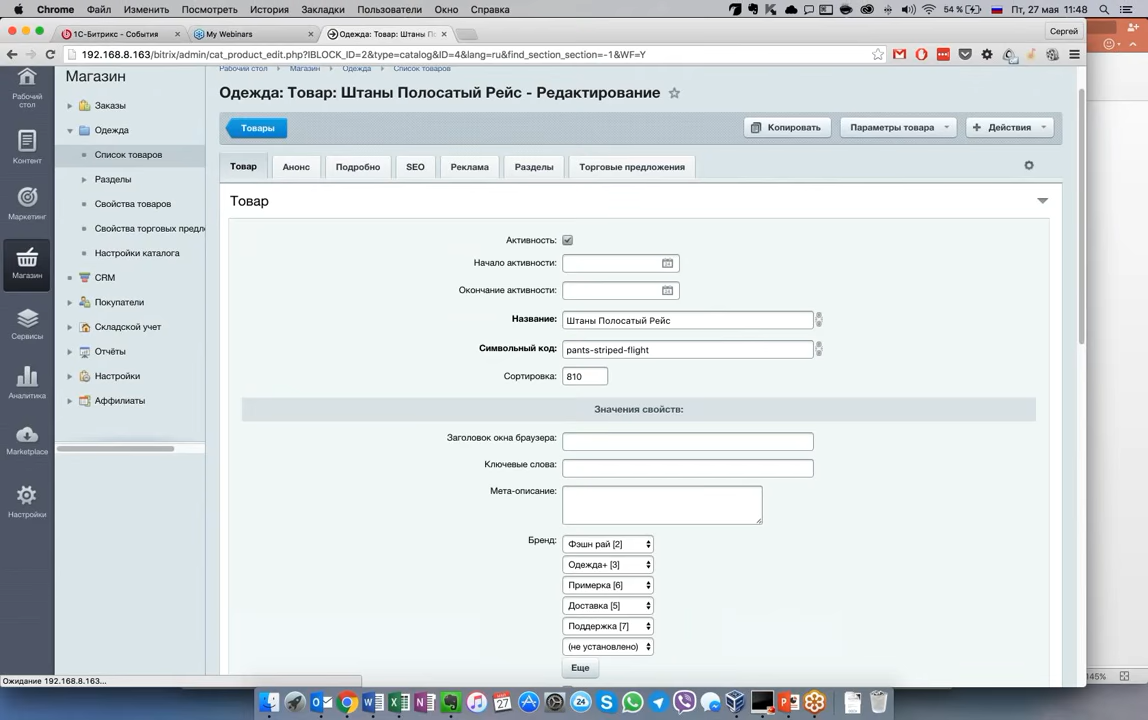 Chrome Файл Изменить Посмотреть История Закладки Пользователи Окно Справка 54 % Пт, 27 мая 11:48
1С-Битрикс - События My Webinars Одежда: Товар: Штаны По Сергей
192.168.8.163/bitrix/admin/cat_product_edit.php?IBLOCK_ID=2&type=catalog&ID=4&lang=ru&find_section_section=-1&WF=Y
Рабочий стол
Контент
Маркетинг
Магазин
Сервисы
Аналитика
Marketplace
Настройки
Магазин
Заказы
Одежда
Список товаров
Разделы
Свойства товаров
Свойства торговых предл
Настройки каталога
CRM
Покупатели
Складской учет
Отчёты
Настройки
Аффилиаты
Рабочий стол Магазин Одежда Список товаров
Одежда: Товар: Штаны Полосатый Рейс - Редактирование
Товары Копировать Параметры товара Действия
Товар Анонс Подробно SEO Реклама Разделы Торговые предложения
Товар
Активность:
Начало активности:
Окончание активности:
Название: Штаны Полосатый Рейс
Символьный код: pants-striped-flight
Сортировка: 810
Значения свойств:
Заголовок окна браузера:
Ключевые слова:
Мета-описание:
Бренд: Фэшн рай [2]
Одежда+ [3]
Примерка [6]
Доставка [5]
Поддержка [7]
(не установлено)
Еще
Ожидание 192.168.8.163...
145%